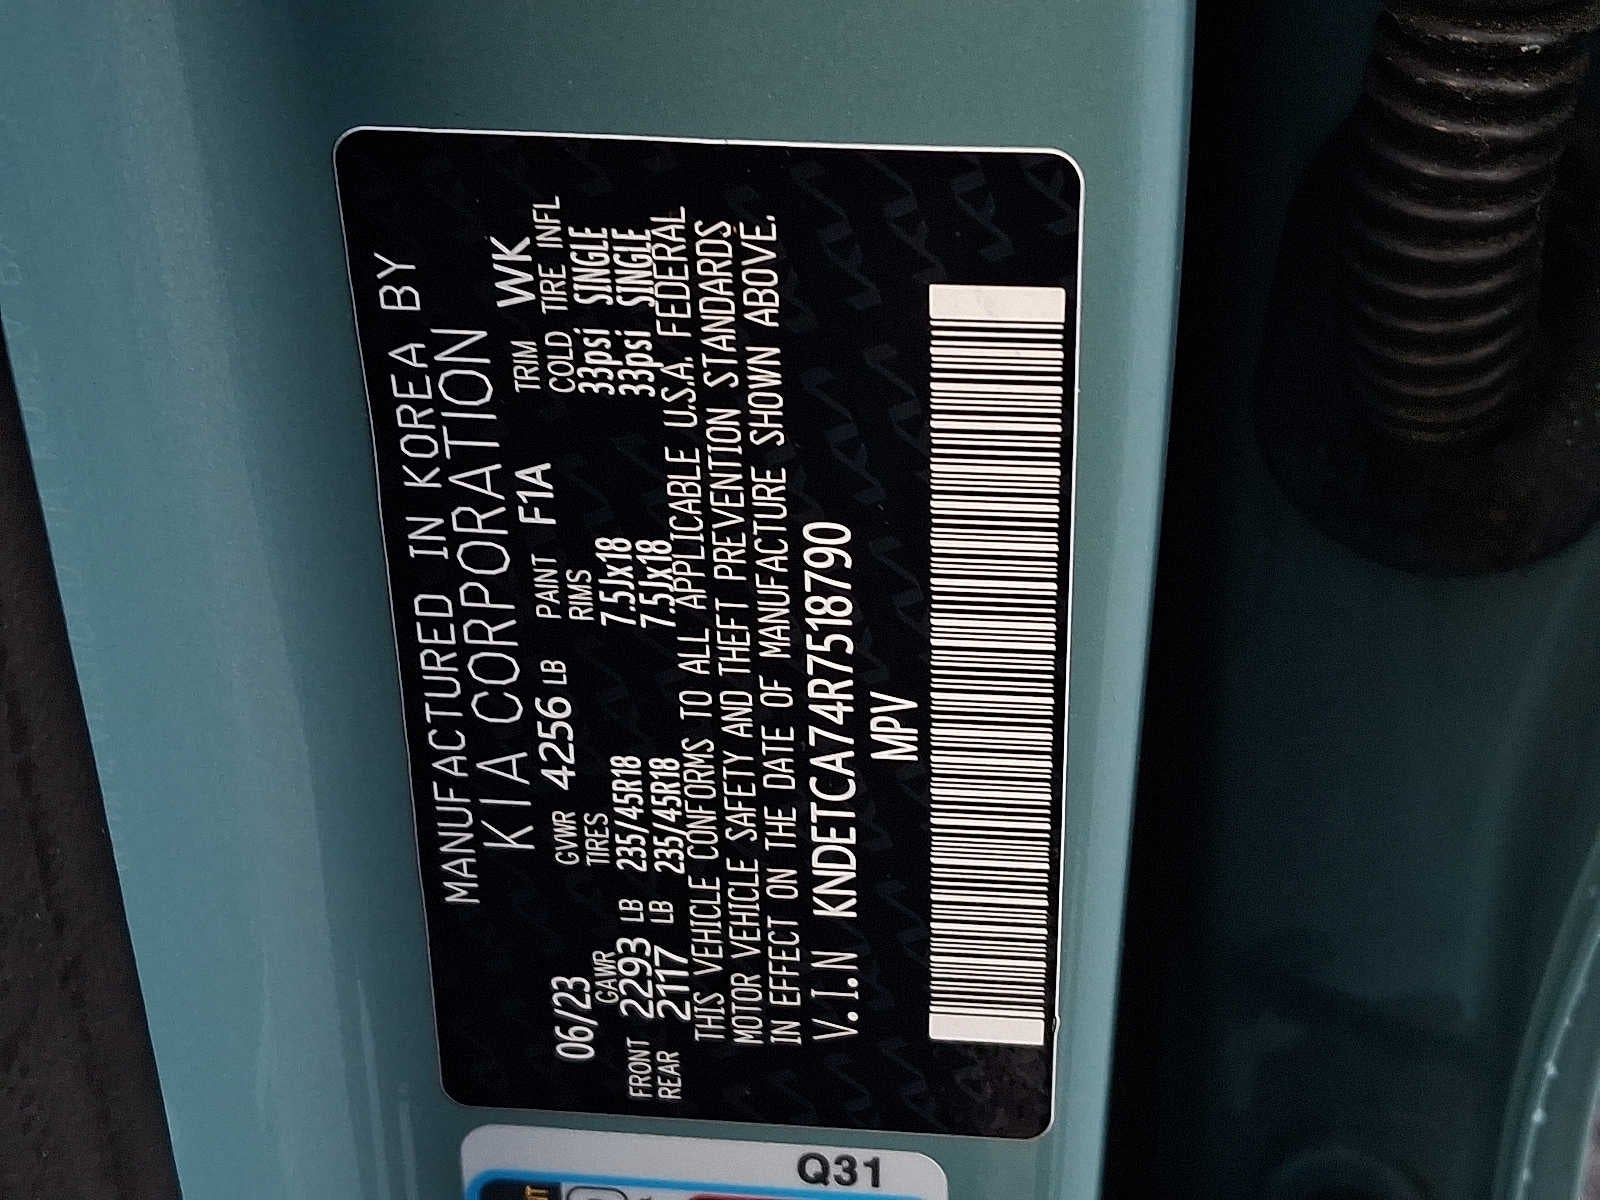 MANUFACTURED IN KOREA BY
KIA CORPORATION
06/23 GVWR 4256 LB PAINT F1A TRIM WK
GAWR TIRES RIMS COLD TIRE INFL
FRONT 2293 LB 235/45R18 7.5Jx18 33psi SINGLE
REAR 2117 LB 235/45R18 7.5Jx18 33psi SINGLE
THIS VEHICLE CONFORMS TO ALL APPLICABLE U.S.A. FEDERAL
MOTOR VEHICLE SAFETY AND THEFT PREVENTION STANDARDS
IN EFFECT ON THE DATE OF MANUFACTURE SHOWN ABOVE.
V.I.N KNDETCA74R7518790
MPV
Q31